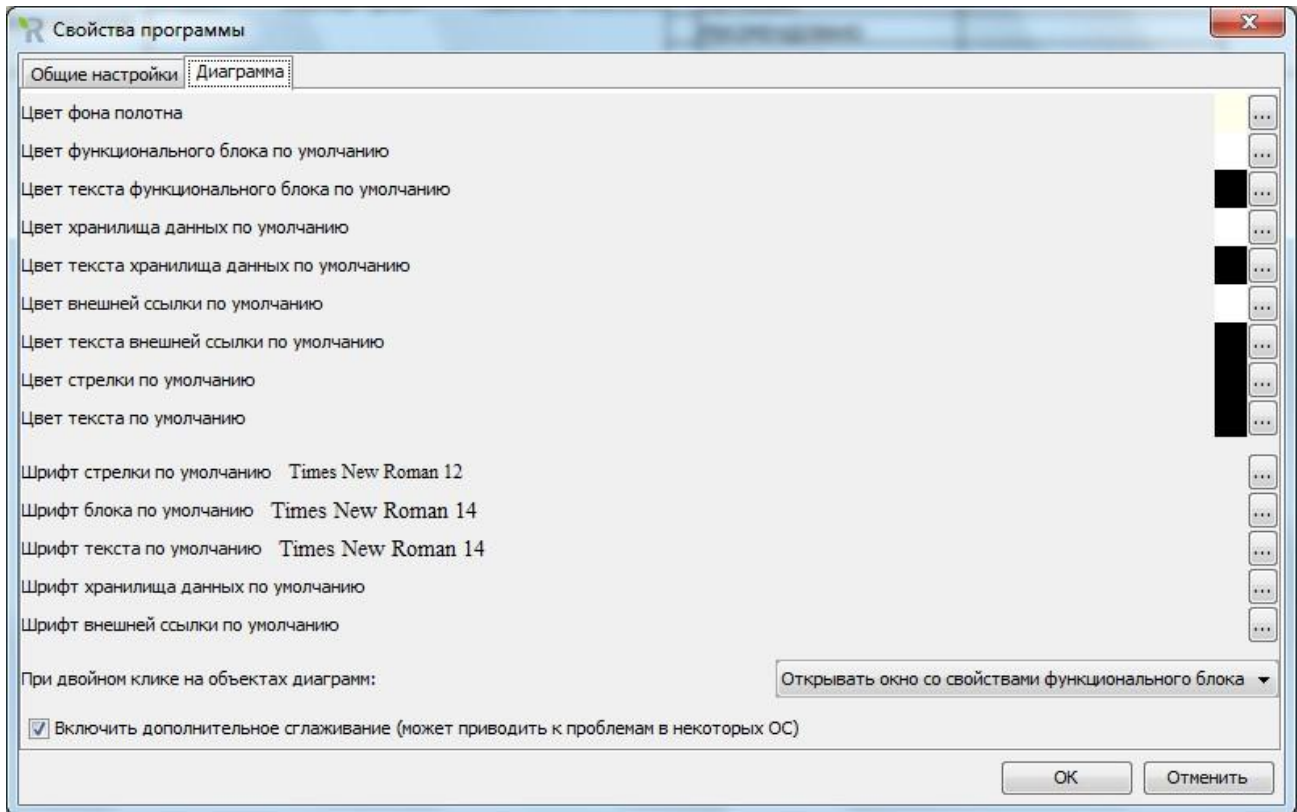 Свойства программы
Общие настройки Диаграмма
Цвет фона полотна ...
Цвет функционального блока по умолчанию ...
Цвет текста функционального блока по умолчанию ...
Цвет хранилища данных по умолчанию ...
Цвет текста хранилища данных по умолчанию ...
Цвет внешней ссылки по умолчанию ...
Цвет текста внешней ссылки по умолчанию ...
Цвет стрелки по умолчанию ...
Цвет текста по умолчанию ...
Шрифт стрелки по умолчанию Times New Roman 12 ...
Шрифт блока по умолчанию Times New Roman 14 ...
Шрифт текста по умолчанию Times New Roman 14 ...
Шрифт хранилища данных по умолчанию ...
Шрифт внешней ссылки по умолчанию ...
При двойном клике на объектах диаграмм: Открывать окно со свойствами функционального блока
Включить дополнительное сглаживание (может приводить к проблемам в некоторых ОС)
ОК Отменить